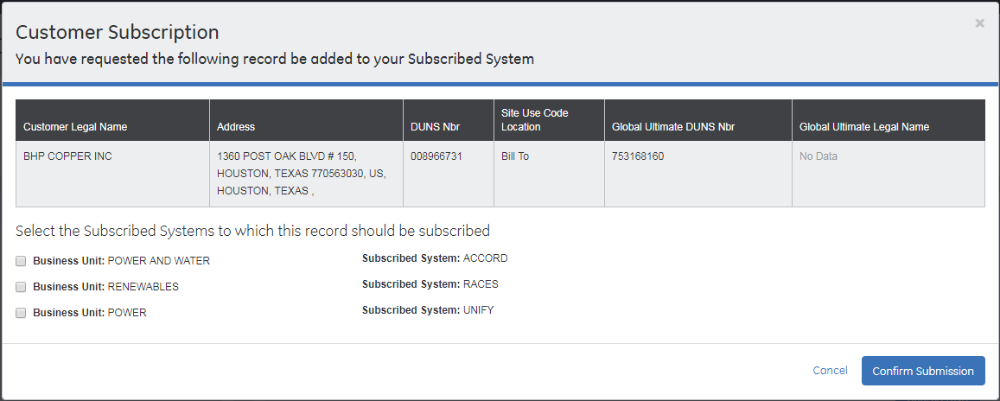 Customer Subscription
×
You have requested the following record be added to your Subscribed System
Customer Legal Name
Address
DUNS Nbr
Site Use Code
Location
Global Ultimate DUNS Nbr
Global Ultimate Legal Name
BHP COPPER INC
1360 POST OAK BLVD # 150,
HOUSTON, TEXAS 770563030, US,
HOUSTON, TEXAS ,
008966731
Bill To
753168160
No Data
Select the Subscribed Systems to which this record should be subscribed
Business Unit: POWER AND WATER
Subscribed System: ACCORD
Business Unit: RENEWABLES
Subscribed System: RACES
Business Unit: POWER
Subscribed System: UNIFY
Cancel
Confirm Submission